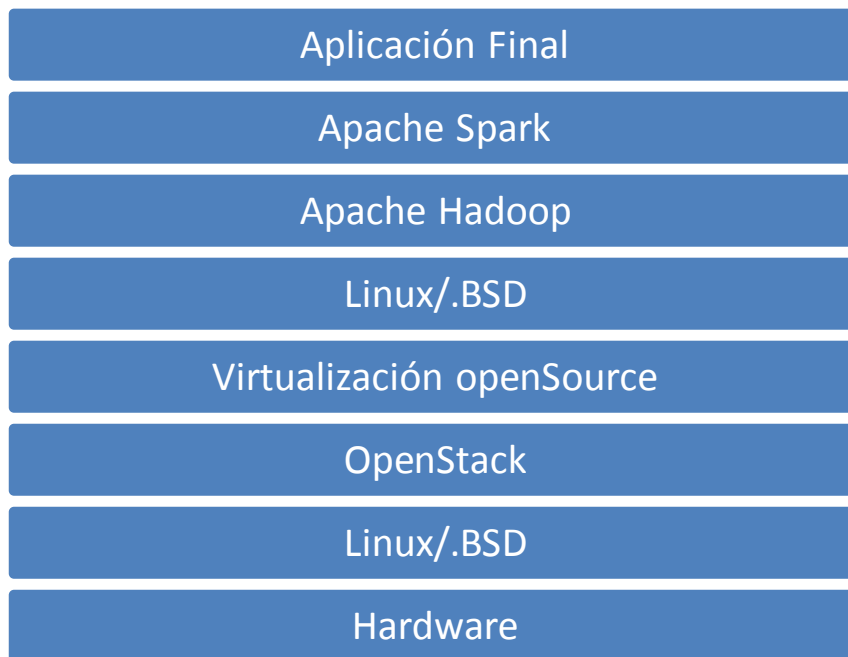 Aplicación Final
Apache Spark
Apache Hadoop
Linux/.BSD
Virtualización openSource
OpenStack
Linux/.BSD
Hardware